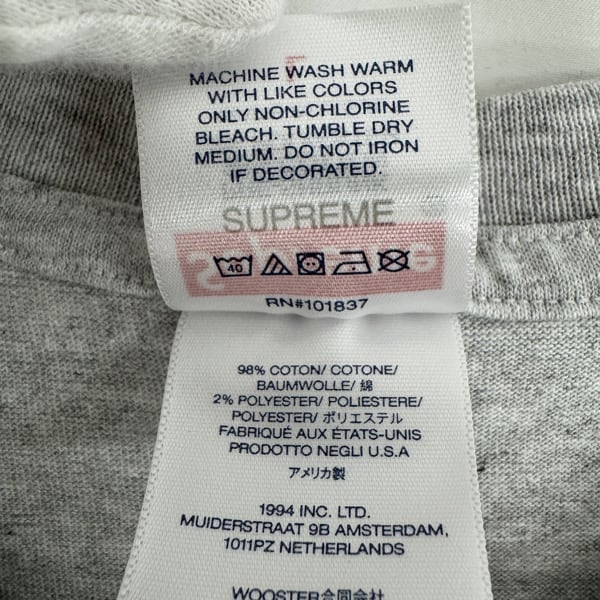 MACHINE WASH WARM
WITH LIKE COLORS
ONLY NON-CHLORINE
BLEACH. TUMBLE DRY
MEDIUM. DO NOT IRON
IF DECORATED.
SUPREME
40
RN#101837
98% COTON/ COTONE/
BAUMWOLLE/ 綿
2% POLYESTER/ POLIESTERE/
POLYESTER/ ポリエステル
FABRIQUÉ AUX ÉTATS-UNIS
PRODOTTO NEGLI U.S.A
アメリカ製
1994 INC. LTD.
MUIDERSTRAAT 9B AMSTERDAM,
1011PZ NETHERLANDS
WOOSTER合同会社